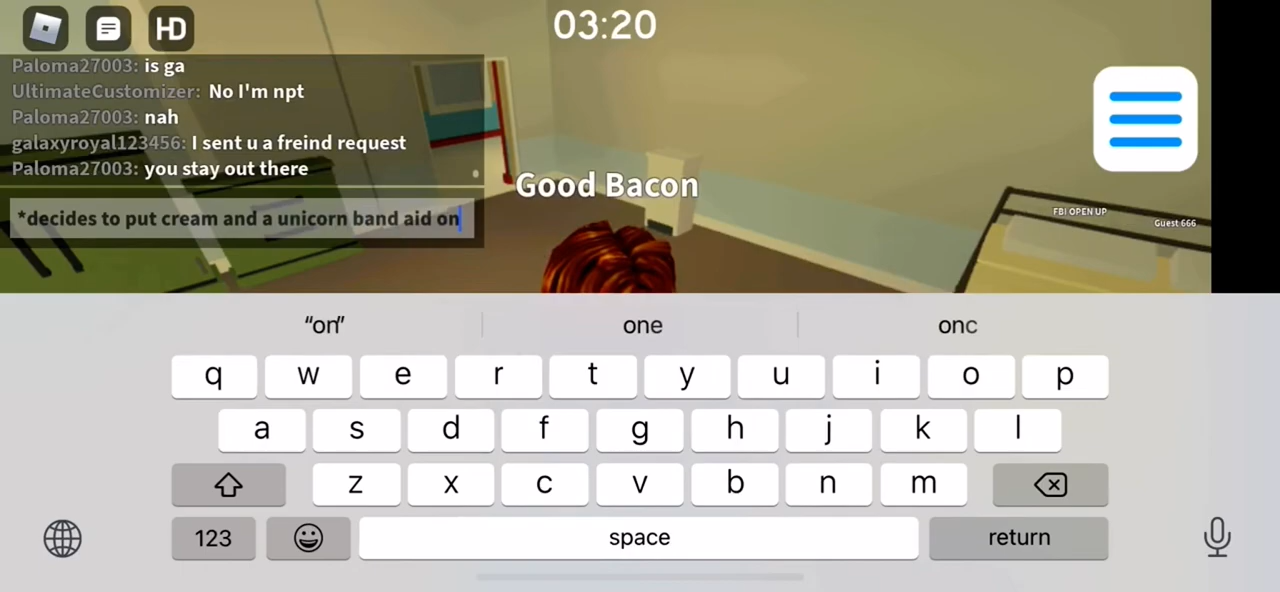 HD
03:20
Paloma27003: is ga
UltimateCustomizer: No I'm npt
Paloma27003: nah
galaxyroyal123456: I sent u a freind request
Paloma27003: you stay out there
*decides to put cream and a unicorn band aid on
Good Bacon
FBI OPEN UP
Guest 666
“on” one onc
q w e r t y u i o p
a s d f g h j k l
z x c v b n m
123 space return